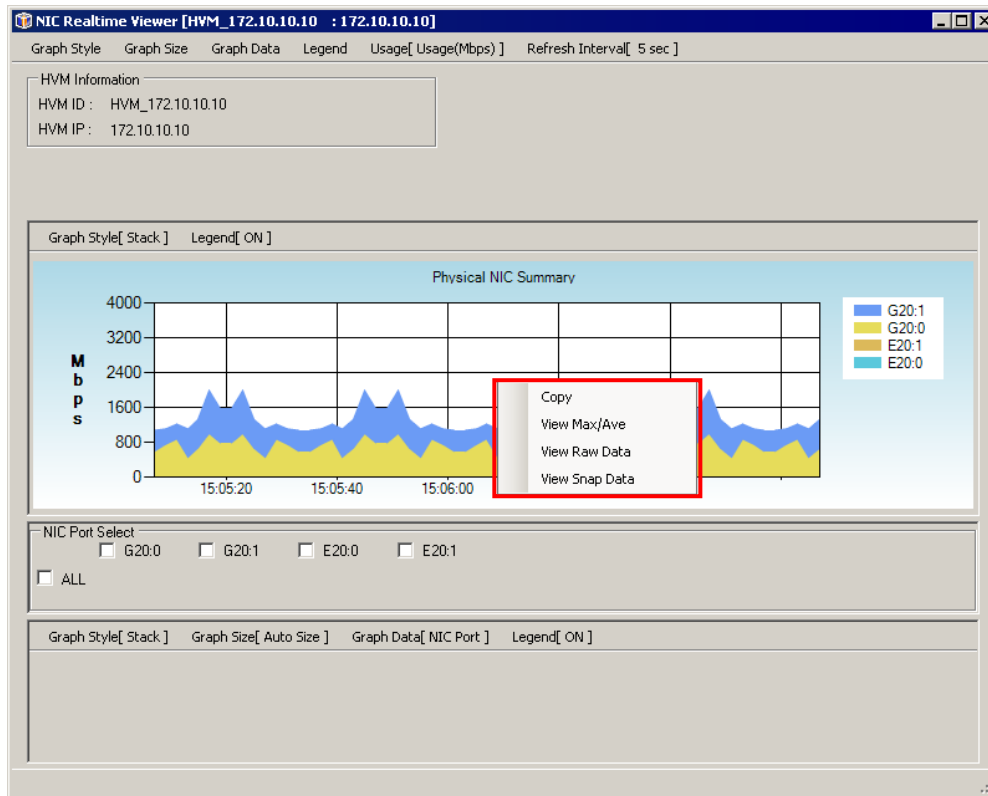 NIC Realtime Viewer [HVM_172.10.10.10 : 172.10.10.10]
Graph Style Graph Size Graph Data Legend Usage[ Usage(Mbps) ] Refresh Interval[ 5 sec ]
HVM Information
HVM ID : HVM_172.10.10.10
HVM IP : 172.10.10.10
Graph Style[ Stack ] Legend[ ON ]
Physical NIC Summary
Mbps
4000
3200
2400
1600
800
0
15:05:20 15:05:40 15:06:00
G20:1
G20:0
E20:1
E20:0
Copy
View Max/Ave
View Raw Data
View Snap Data
NIC Port Select
G20:0 G20:1 E20:0 E20:1
ALL
Graph Style[ Stack ] Graph Size[ Auto Size ] Graph Data[ NIC Port ] Legend[ ON ]